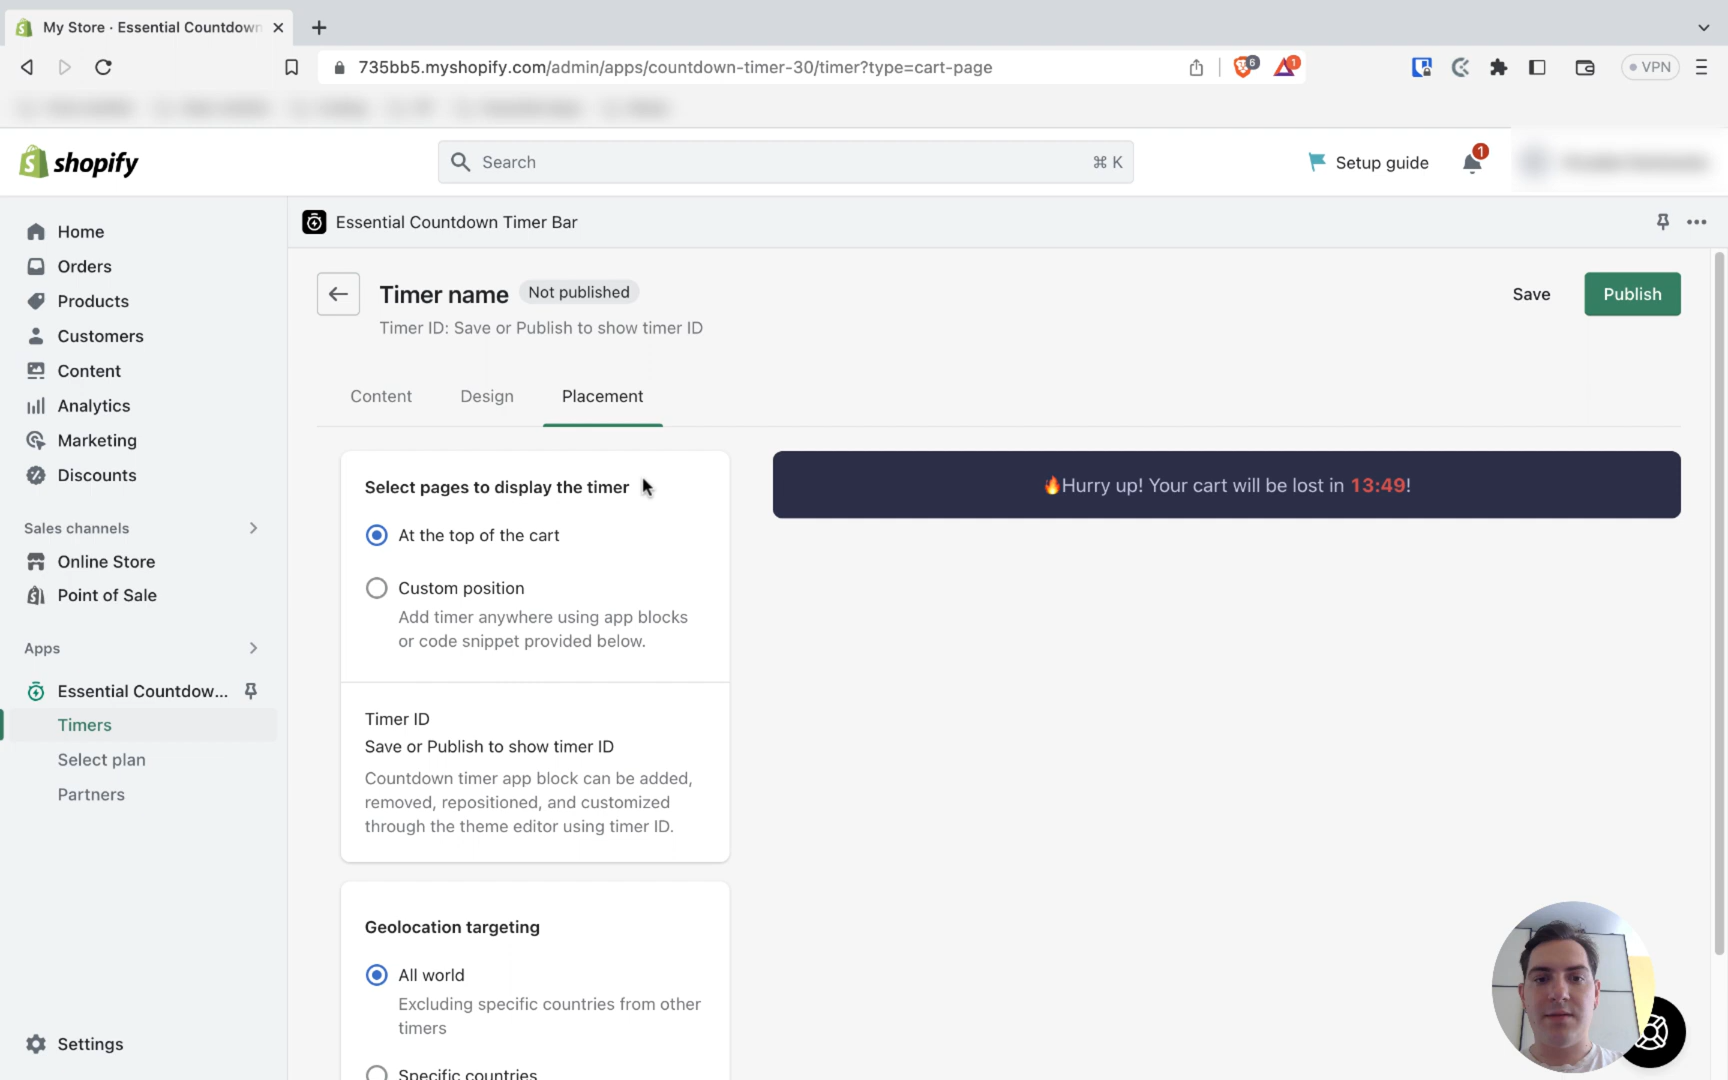 My Store · Essential Countdown
735bb5.myshopify.com/admin/apps/countdown-timer-30/timer?type=cart-page
6
1
VPN
shopify
Search
⌘ K
Setup guide
1
Home
Orders
Products
Customers
Content
Analytics
Marketing
Discounts
Sales channels
Online Store
Point of Sale
Apps
Essential Countdow...
Timers
Select plan
Partners
Settings
Essential Countdown Timer Bar
Timer name
Not published
Timer ID: Save or Publish to show timer ID
Save
Publish
Content
Design
Placement
Select pages to display the timer
At the top of the cart
Custom position
Add timer anywhere using app blocks
or code snippet provided below.
Timer ID
Save or Publish to show timer ID
Countdown timer app block can be added,
removed, repositioned, and customized
through the theme editor using timer ID.
Geolocation targeting
All world
Excluding specific countries from other
timers
Specific countries
🔥Hurry up! Your cart will be lost in 13:49!